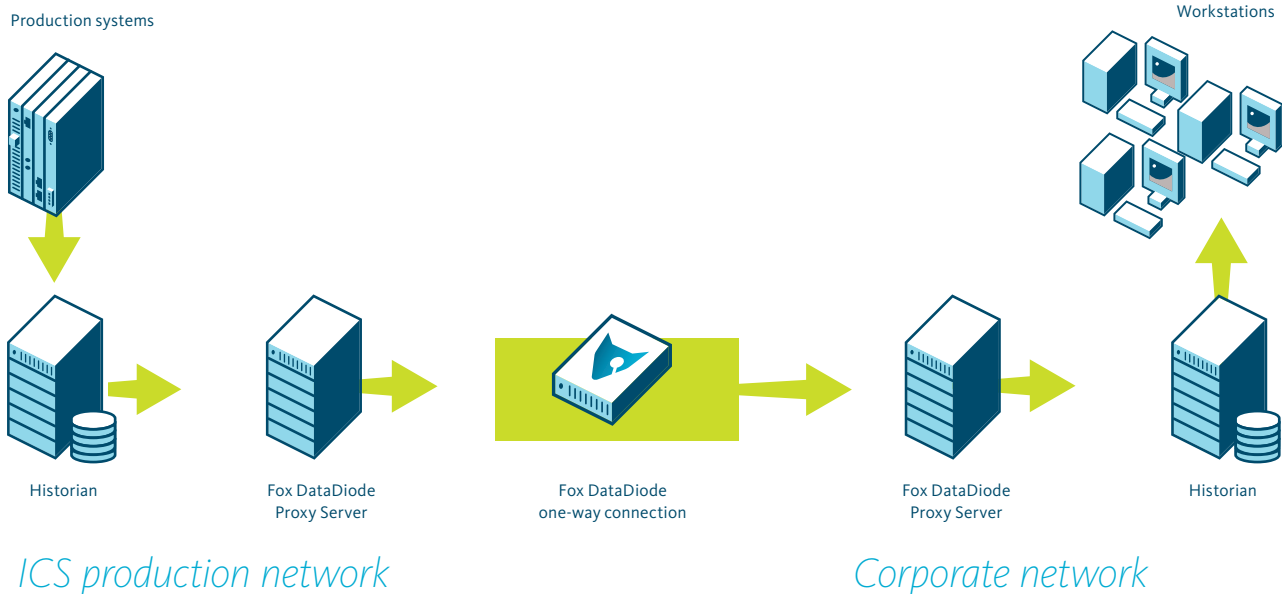 Production systems
Workstations
Historian
Fox DataDiode
Proxy Server
Fox DataDiode
one-way connection
Fox DataDiode
Proxy Server
Historian
ICS production network
Corporate network